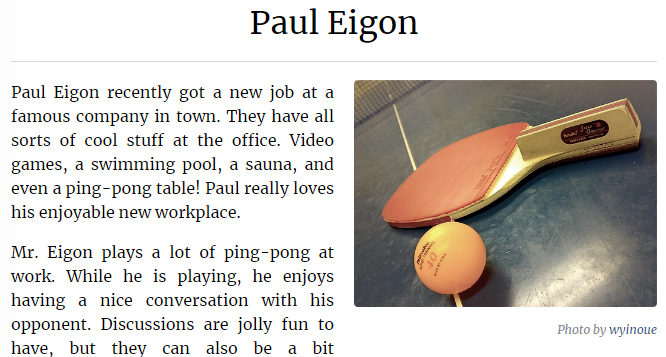 Paul Eigon
Paul Eigon recently got a new job at a
famous company in town. They have all
sorts of cool stuff at the office. Video
games, a swimming pool, a sauna, and
even a ping-pong table! Paul really loves
his enjoyable new workplace.
Mr. Eigon plays a lot of ping-pong at
work. While he is playing, he enjoys
having a nice conversation with his
opponent. Discussions are jolly fun to
have, but they can also be a bit
40
Photo by wyinoue